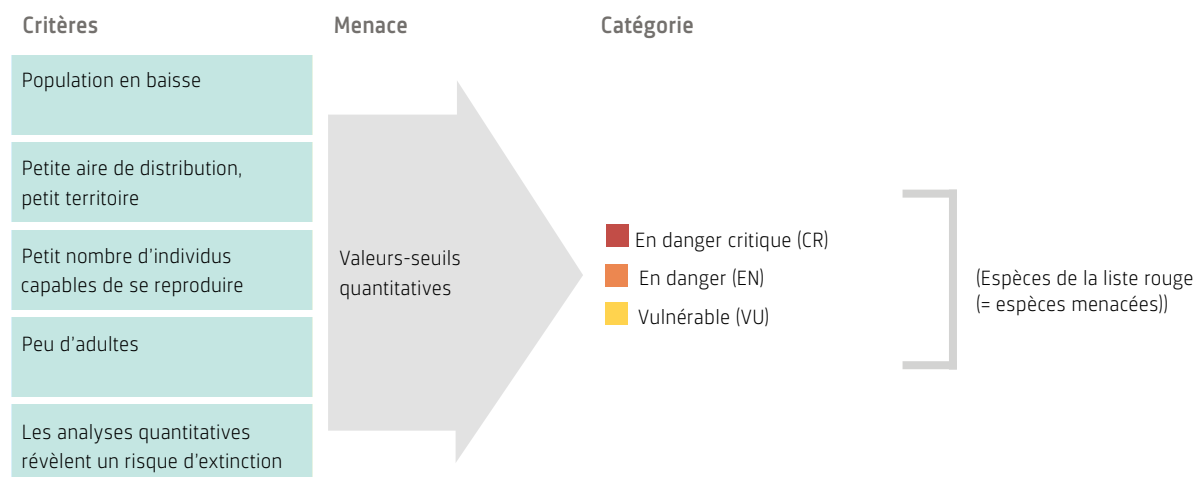 Critères
Menace
Catégorie
Population en baisse
Petite aire de distribution,
petit territoire
Petit nombre d'individus
capables de se reproduire
Peu d'adultes
Les analyses quantitatives
révèlent un risque d'extinction
Valeurs-seuils
quantitatives
En danger critique (CR)
En danger (EN)
Vulnérable (VU)
(Espèces de la liste rouge
(= espèces menacées))